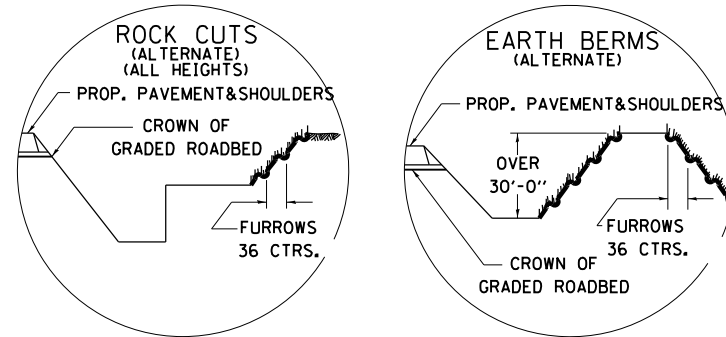 ROCK CUTS
(ALTERNATE)
(ALL HEIGHTS)
PROP. PAVEMENT&SHOULDERS
CROWN OF
GRADED ROADBED
FURROWS
36 CTRS.
EARTH BERMS
(ALTERNATE)
PROP. PAVEMENT&SHOULDERS
OVER
30'-0"
FURROWS
36 CTRS.
CROWN OF
GRADED ROADBED